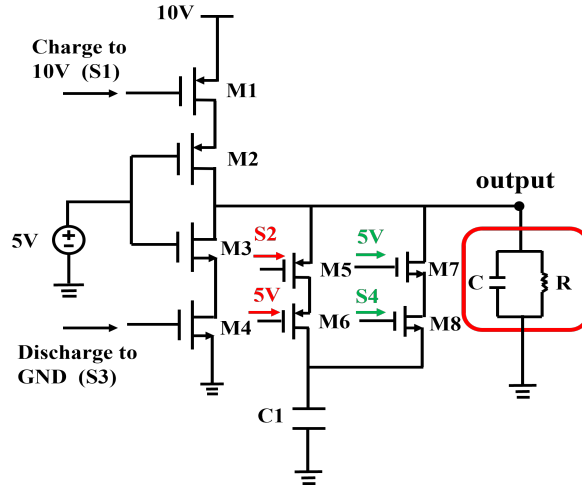 10V
Charge to
10V (S1)
M1
M2
output
5V
M3
S2
5V
M5
M7
C
R
5V
S4
M4
M6
M8
Discharge to
GND (S3)
C1